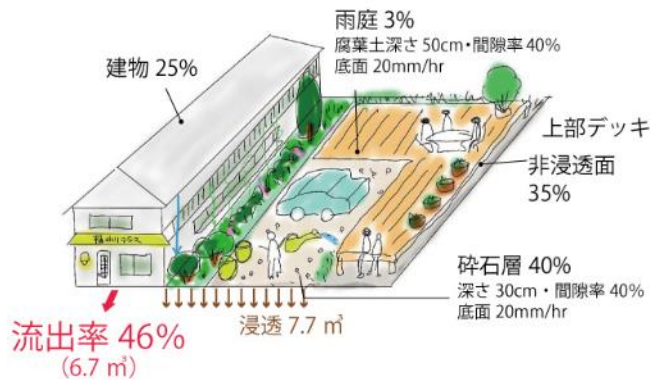 雨庭 3%
腐葉土深さ 50cm・間隙率 40%
底面 20mm/hr
建物 25%
上部デッキ
非浸透面
35%
砕石層 40%
深さ 30cm・間隙率 40%
底面 20mm/hr
浸透 7.7 ㎥
流出率 46%
(6.7 ㎥)